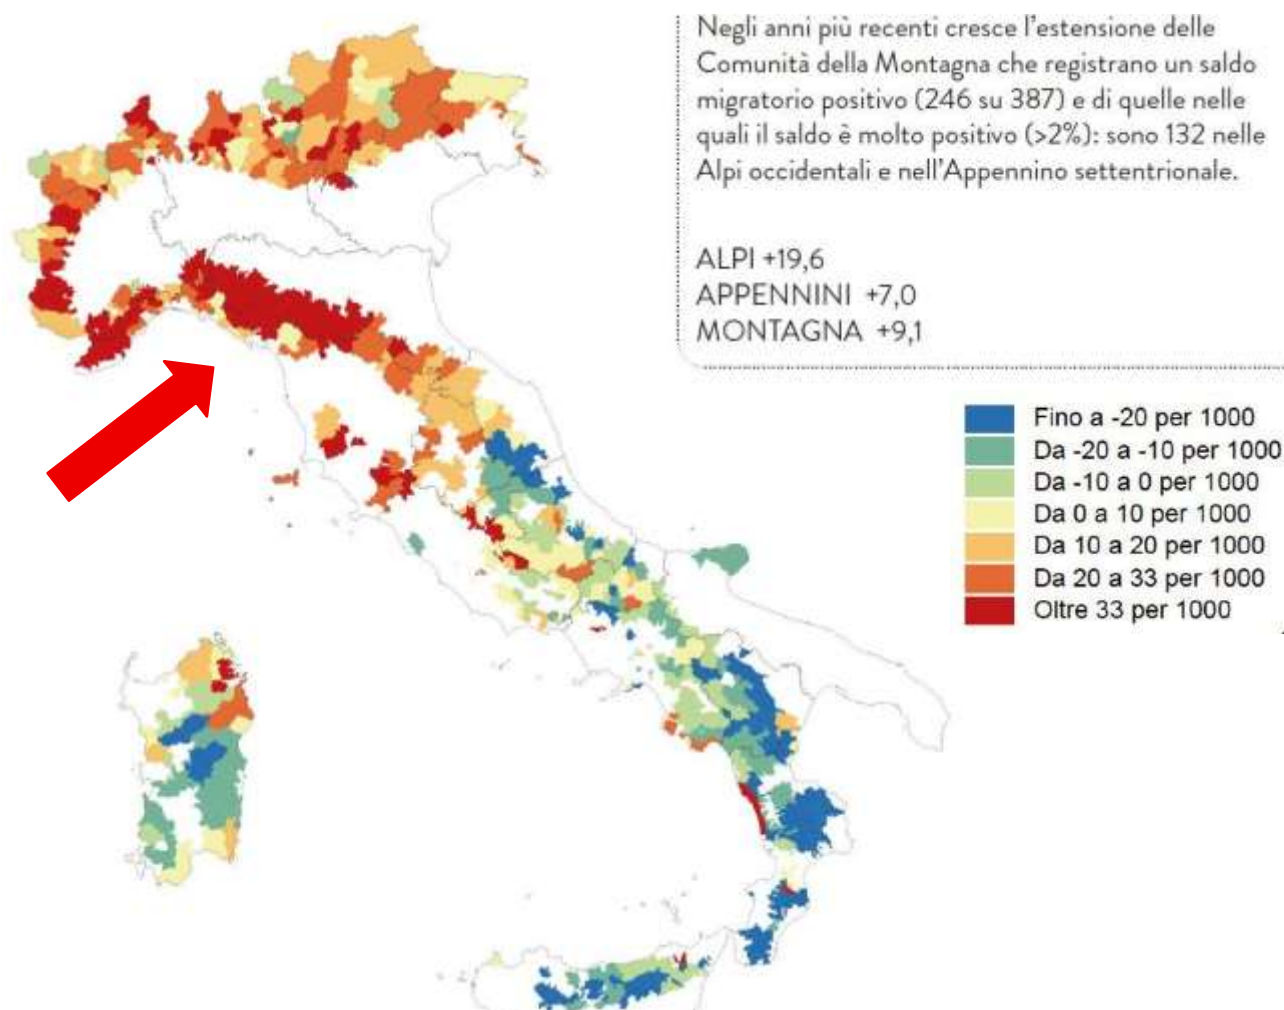 Negli anni più recenti cresce l'estensione delle
Comunità della Montagna che registrano un saldo
migratorio positivo (246 su 387) e di quelle nelle
quali il saldo è molto positivo (>2%): sono 132 nelle
Alpi occidentali e nell'Appennino settentrionale.
ALPI +19,6
APPENNINI +7,0
MONTAGNA +9,1
Fino a -20 per 1000
Da -20 a -10 per 1000
Da -10 a 0 per 1000
Da 0 a 10 per 1000
Da 10 a 20 per 1000
Da 20 a 33 per 1000
Oltre 33 per 1000